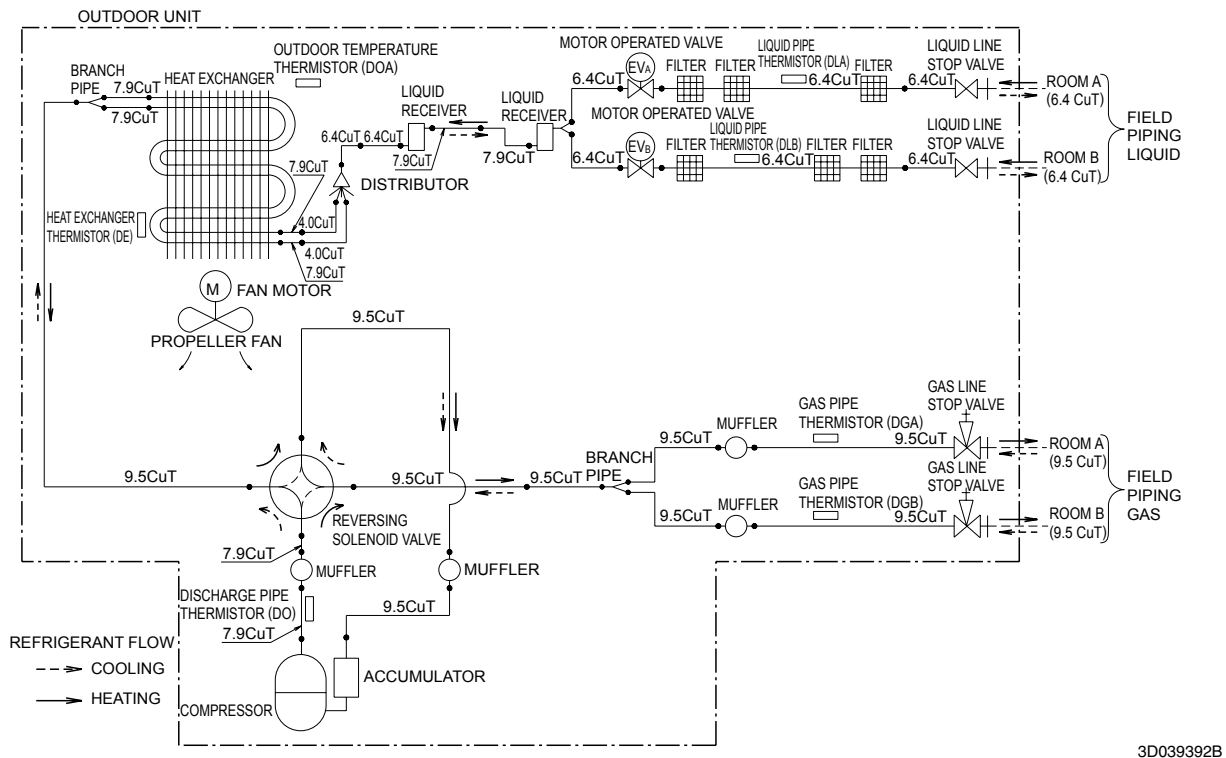 OUTDOOR UNIT
BRANCH
PIPE
7.9CuT
7.9CuT
HEAT EXCHANGER
OUTDOOR TEMPERATURE
THERMISTOR (DOA)
LIQUID
RECEIVER
LIQUID
RECEIVER
6.4CuT
6.4CuT
7.9CuT
7.9CuT
DISTRIBUTOR
7.9CuT
4.0CuT
4.0CuT
7.9CuT
HEAT EXCHANGER
THERMISTOR (DE)
M
FAN MOTOR
PROPELLER FAN
MOTOR OPERATED VALVE
6.4CuT
EVA
FILTER
FILTER
LIQUID PIPE
THERMISTOR (DLA)
6.4CuT
FILTER
6.4CuT
LIQUID LINE
STOP VALVE
ROOM A
(6.4 CuT)
MOTOR OPERATED VALVE
6.4CuT
EVB
FILTER
LIQUID PIPE
THERMISTOR (DLB)
6.4CuT
FILTER
FILTER
6.4CuT
LIQUID LINE
STOP VALVE
ROOM B
(6.4 CuT)
FIELD
PIPING
LIQUID
9.5CuT
9.5CuT
9.5CuT
9.5CuT
BRANCH
PIPE
REVERSING
SOLENOID VALVE
9.5CuT
MUFFLER
GAS PIPE
THERMISTOR (DGA)
9.5CuT
GAS LINE
STOP VALVE
ROOM A
(9.5 CuT)
9.5CuT
MUFFLER
GAS PIPE
THERMISTOR (DGB)
9.5CuT
GAS LINE
STOP VALVE
ROOM B
(9.5 CuT)
FIELD
PIPING
GAS
7.9CuT
MUFFLER
MUFFLER
DISCHARGE PIPE
THERMISTOR (DO)
7.9CuT
9.5CuT
ACCUMULATOR
COMPRESSOR
REFRIGERANT FLOW
COOLING
HEATING
3D039392B